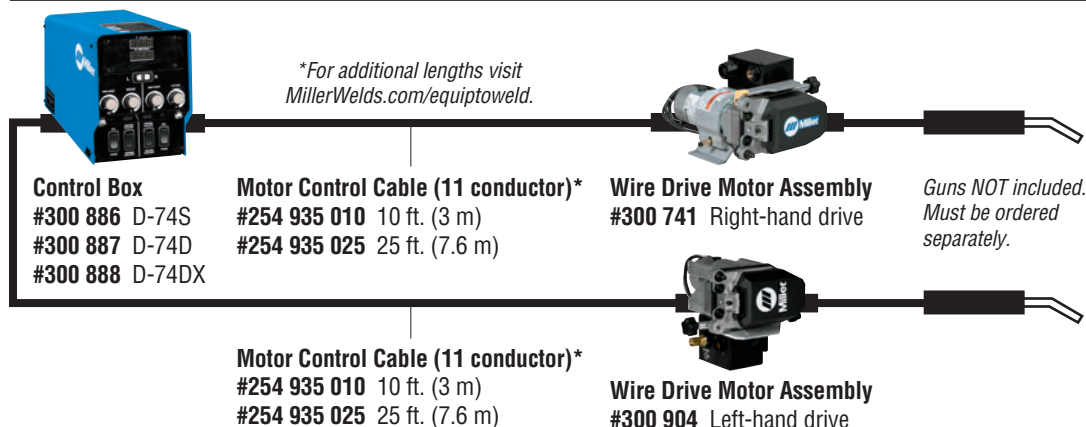 *For additional lengths visit
MillerWelds.com/equiptoweld.
Miller
Control Box
#300 886 D-74S
#300 887 D-74D
#300 888 D-74DX
Motor Control Cable (11 conductor)*
#254 935 010 10 ft. (3 m)
#254 935 025 25 ft. (7.6 m)
Wire Drive Motor Assembly
#300 741 Right-hand drive
Guns NOT included.
Must be ordered
separately.
Miller
Motor Control Cable (11 conductor)*
#254 935 010 10 ft. (3 m)
#254 935 025 25 ft. (7.6 m)
Wire Drive Motor Assembly
#300 904 Left-hand drive